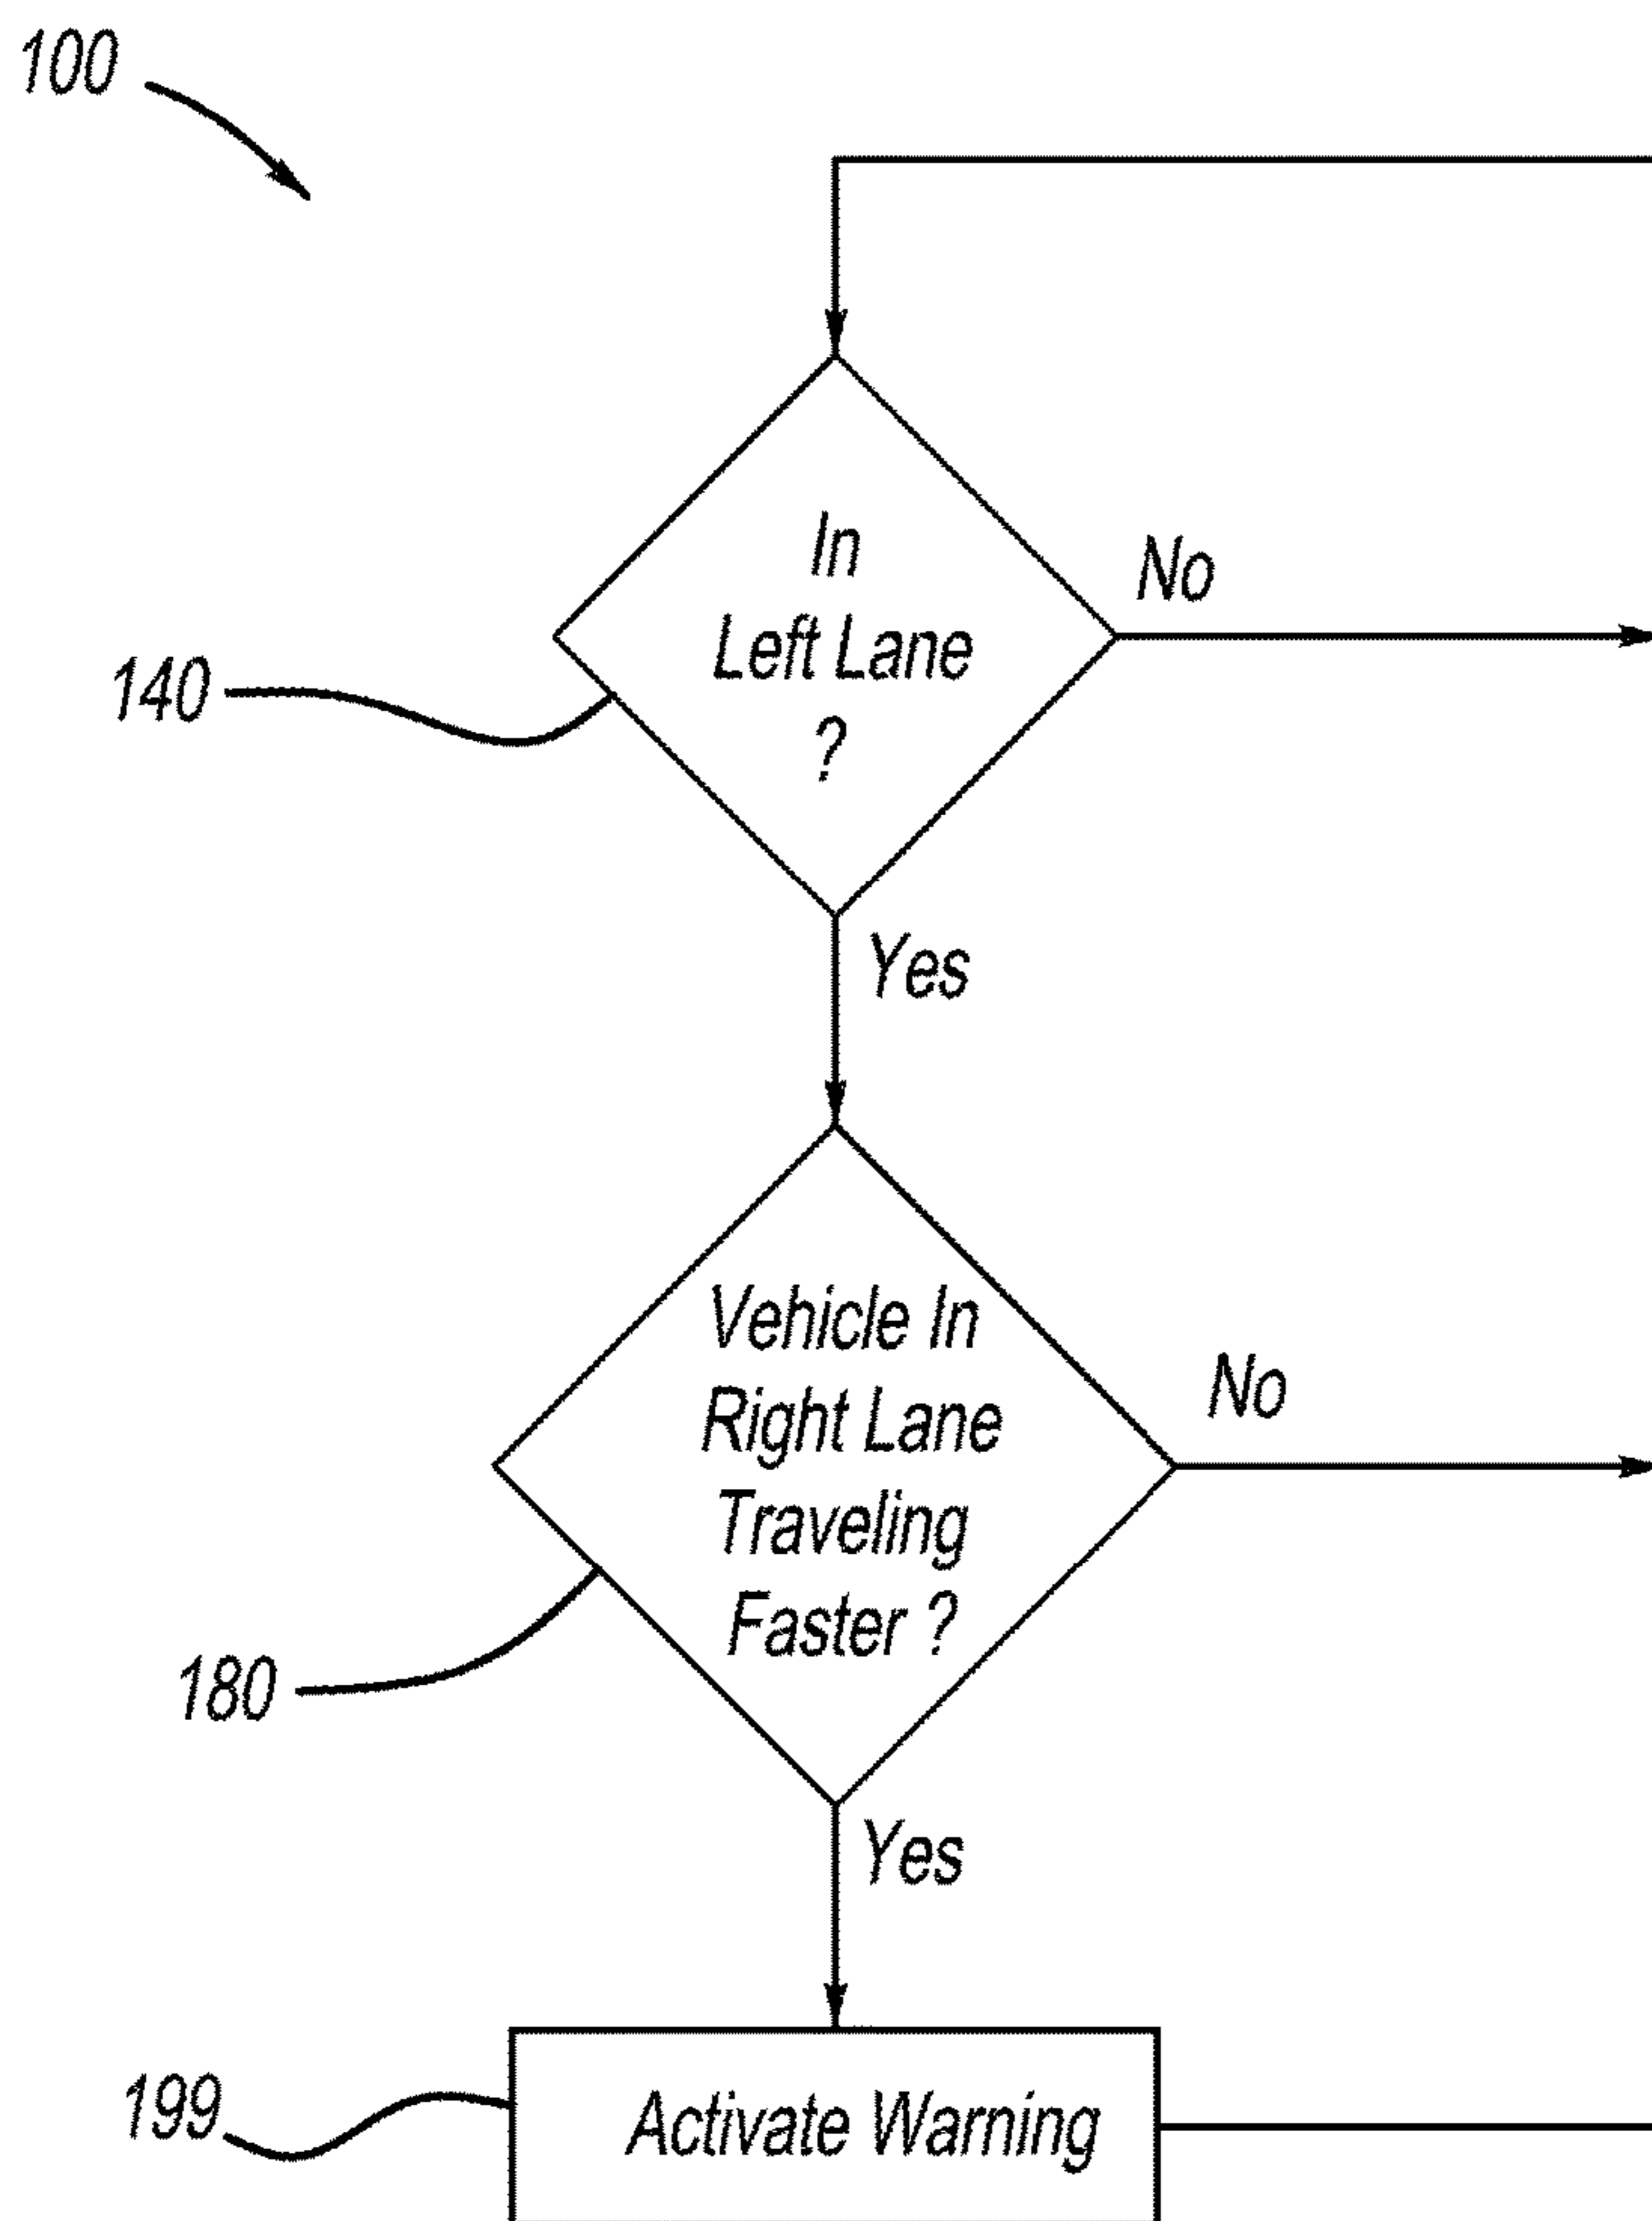 100
In
Left Lane
?
No
140
Yes
Vehicle In
Right Lane
Traveling
Faster ?
No
180
Yes
199
Activate Warning